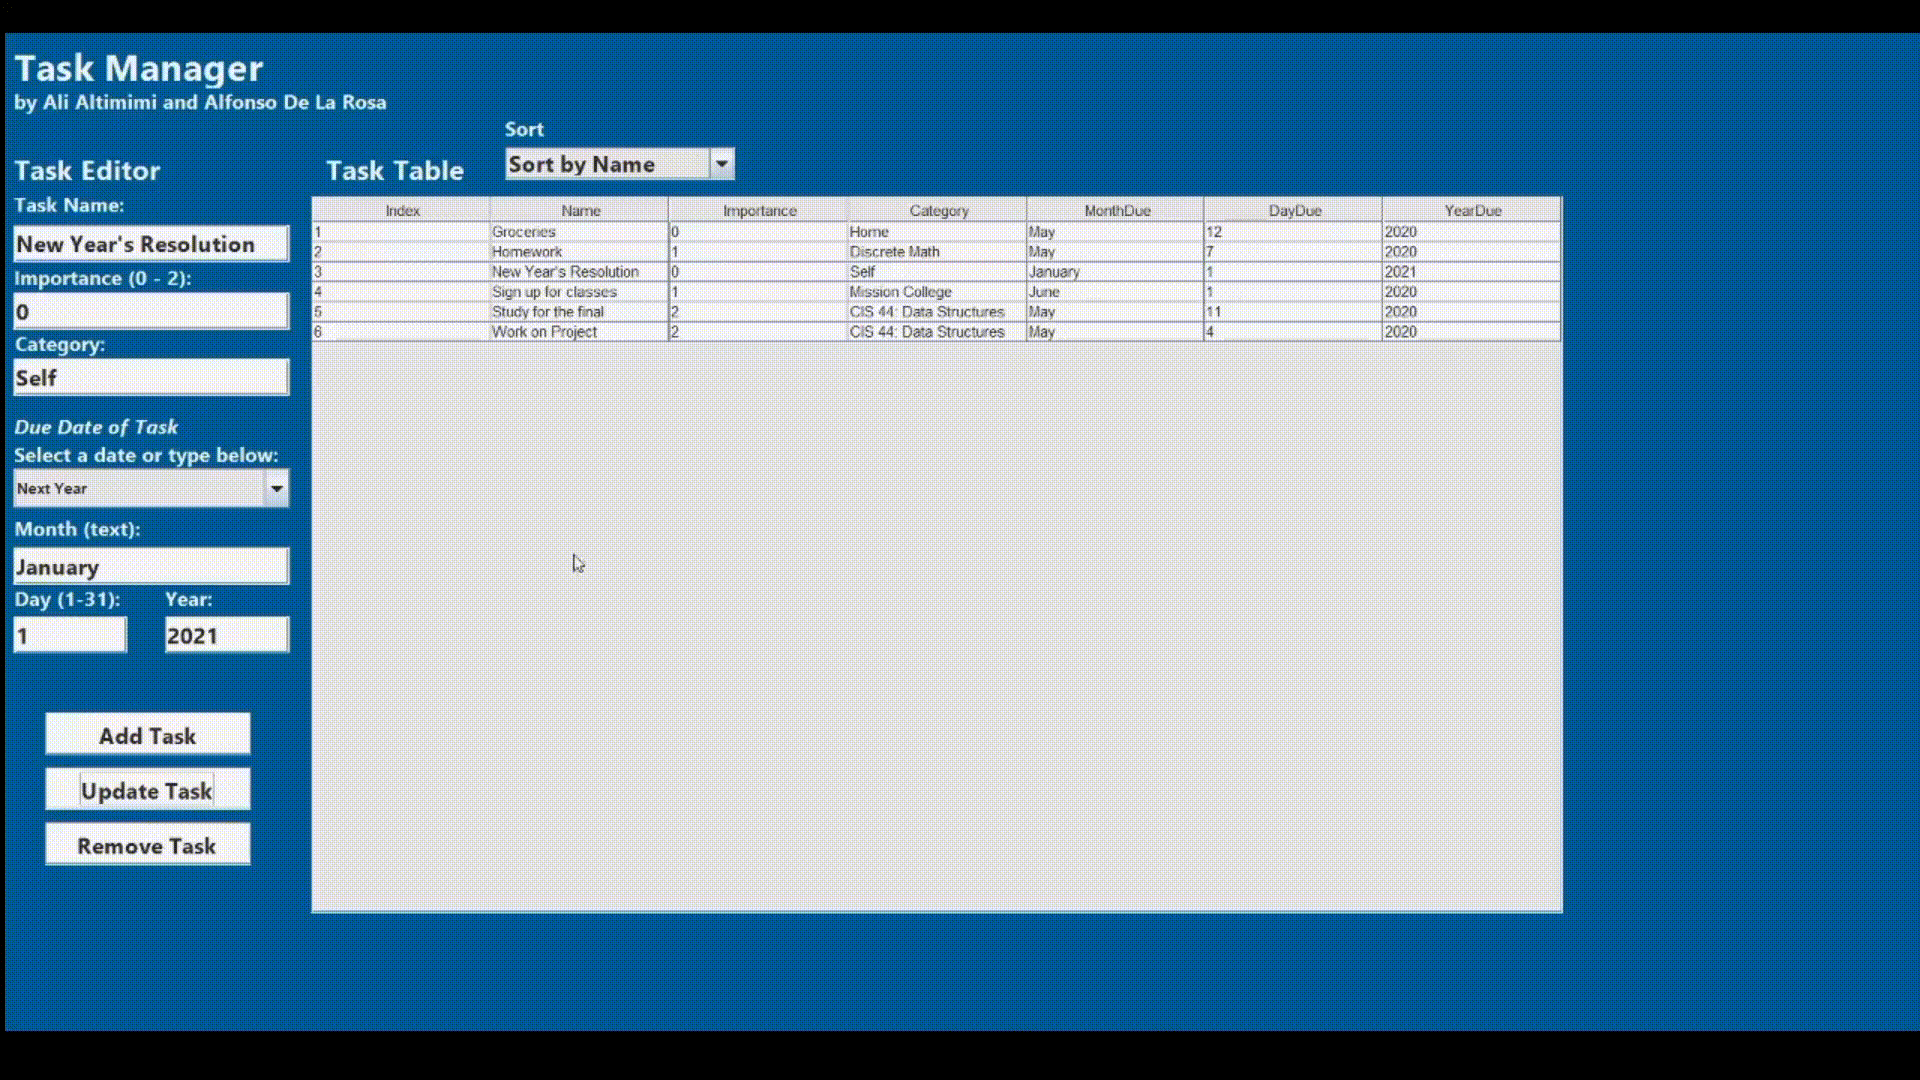 Task Manager
by Ali Altimimi and Alfonso De La Rosa
Sort
Task Editor
Task Table
Sort by Name
Task Name:
New Year's Resolution
Importance (0 - 2):
0
Category:
Self
Due Date of Task
Select a date or type below:
Next Year
Month (text):
January
Day (1-31): Year:
1 2021
Add Task
Update Task
Remove Task
Index Name Importance Category MonthDue DayDue YearDue
1 Groceries 0 Home May 12 2020
2 Homework 1 Discrete Math May 7 2020
3 New Year's Resolution 0 Self January 1 2021
4 Sign up for classes 1 Mission College June 1 2020
5 Study for the final 2 CIS 44: Data Structures May 11 2020
6 Work on Project 2 CIS 44: Data Structures May 4 2020